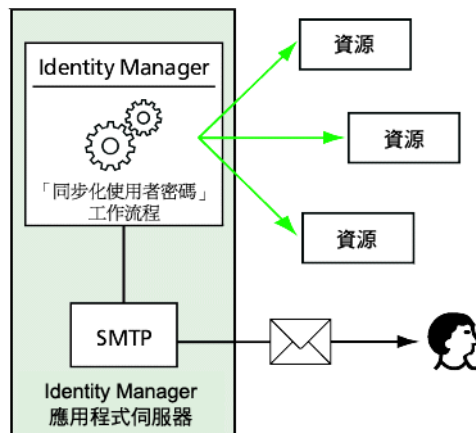 Identity Manager
「同步化使用者密碼」
工作流程
資源
資源
資源
SMTP
Identity Manager
應用程式伺服器